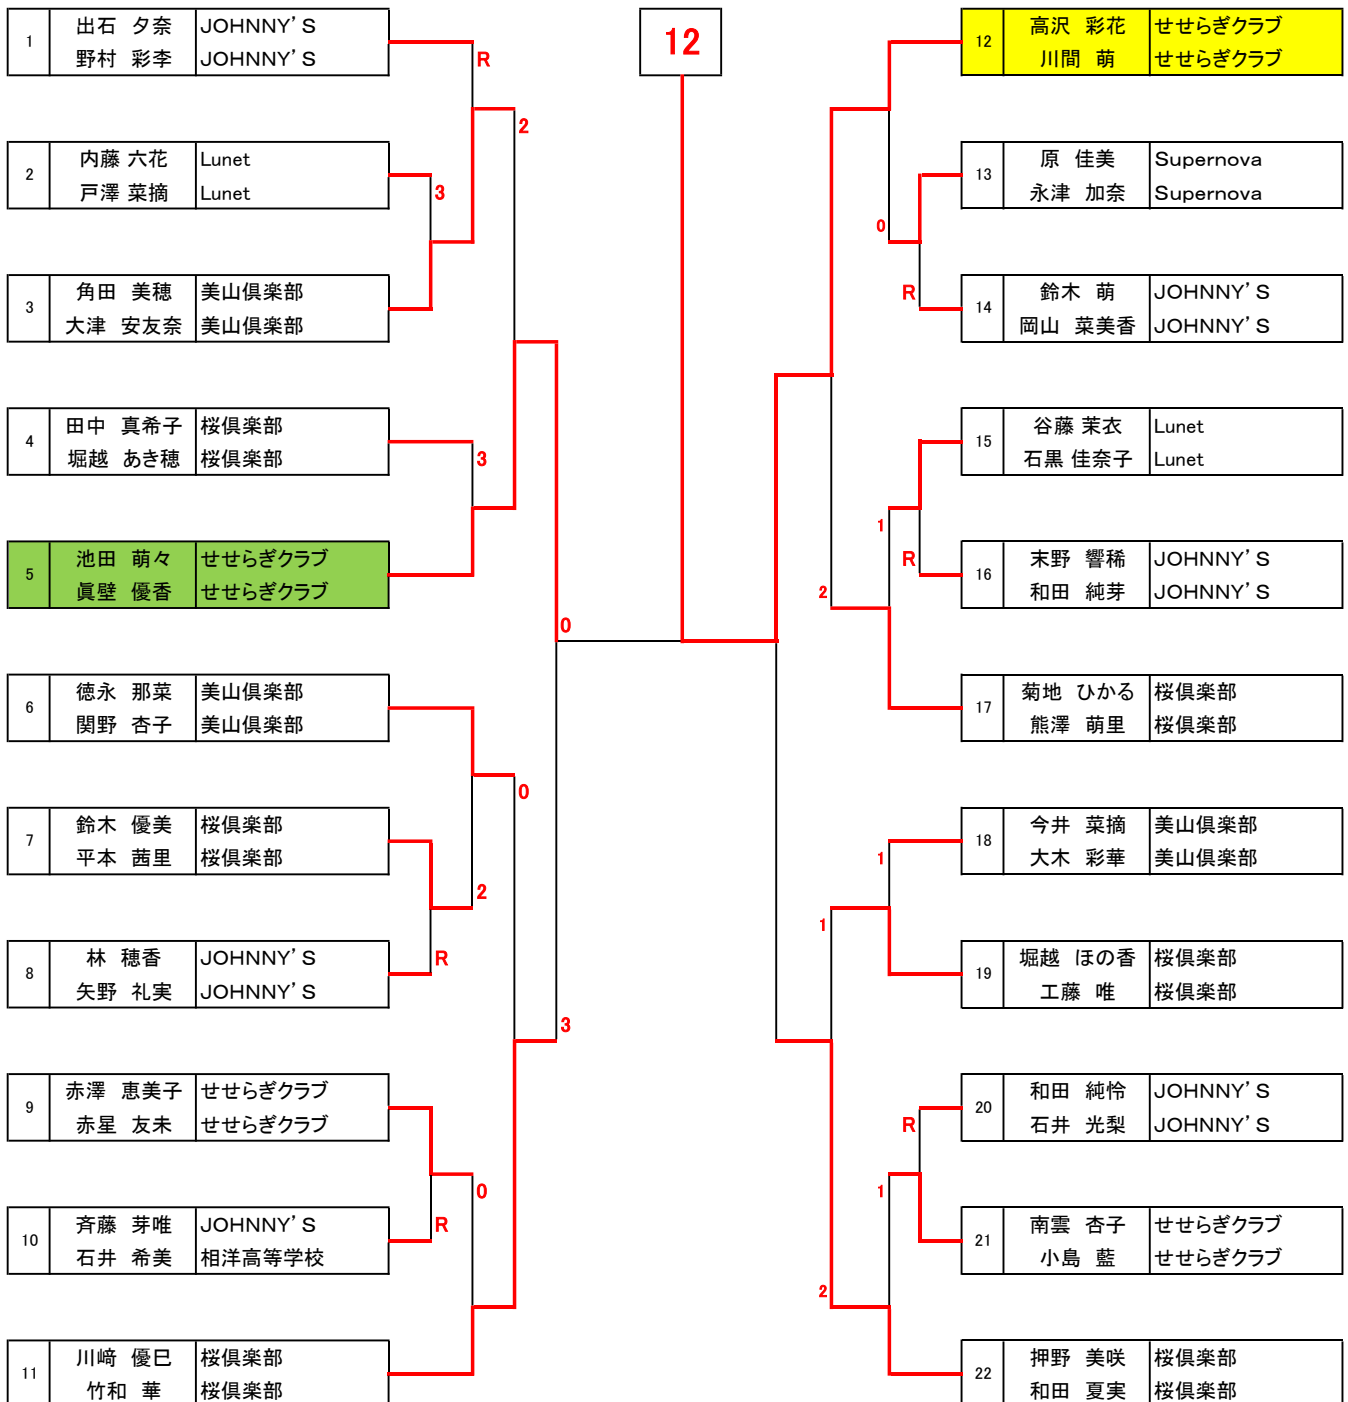 1 出石 夕奈 JOHNNY'S
野村 彩李 JOHNNY'S
R
2
2 内藤 六花 Lunet
戸澤 菜摘 Lunet
3
3 角田 美穂 美山倶楽部
大津 安友奈 美山倶楽部
4 田中 真希子 桜倶楽部
堀越 あき穂 桜倶楽部
3
5 池田 萌々 せせらぎクラブ
眞壁 優香 せせらぎクラブ
0
6 徳永 那菜 美山倶楽部
関野 杏子 美山倶楽部
0
7 鈴木 優美 桜倶楽部
平本 茜里 桜倶楽部
2
8 林 穂香 JOHNNY'S
矢野 礼実 JOHNNY'S
R
3
9 赤澤 恵美子 せせらぎクラブ
赤星 友未 せせらぎクラブ
0
10 斉藤 芽唯 JOHNNY'S
石井 希美 相洋高等学校
R
11 川﨑 優巳 桜倶楽部
竹和 華 桜倶楽部
12
12 高沢 彩花 せせらぎクラブ
川間 萌 せせらぎクラブ
13 原 佳美 Supernova
永津 加奈 Supernova
0
R
14 鈴木 萌 JOHNNY'S
岡山 菜美香 JOHNNY'S
15 谷藤 茉衣 Lunet
石黒 佳奈子 Lunet
1
R
16 末野 響稀 JOHNNY'S
和田 純芽 JOHNNY'S
2
17 菊地 ひかる 桜倶楽部
熊澤 萌里 桜倶楽部
18 今井 菜摘 美山倶楽部
大木 彩華 美山倶楽部
1
1
19 堀越 ほの香 桜倶楽部
工藤 唯 桜倶楽部
20 和田 純怜 JOHNNY'S
石井 光梨 JOHNNY'S
R
1
21 南雲 杏子 せせらぎクラブ
小島 藍 せせらぎクラブ
2
22 押野 美咲 桜倶楽部
和田 夏実 桜倶楽部